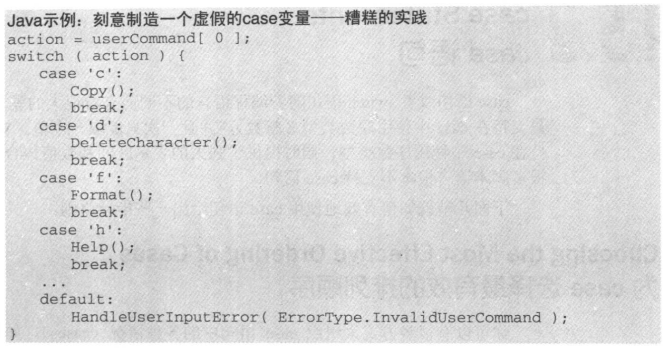 Java示例：刻意制造一个虚假的case变量——糟糕的实践
action = userCommand[ 0 ];
switch ( action ) {
   case 'c':
      Copy();
      break;
   case 'd':
      DeleteCharacter();
      break;
   case 'f':
      Format();
      break;
   case 'h':
      Help();
      break;
   ...
   default:
      HandleUserInputError( ErrorType.InvalidUserCommand );
}